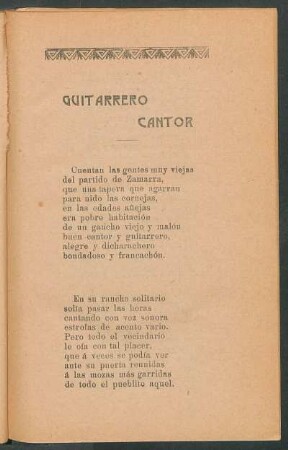 GUITARRERO
CANTOR
Cuentan las gentes muy viejas
del partido de Zamarra,
que una tapera que agarran
para nido las cornejas,
en las edades añejas
era pobre habitación
de un gaucho viejo y malón
buen cantor y guitarrero,
alegre y dicharachero
bondadoso y francachón.
En su rancho solitario
solía pasar las horas
cantando con voz sonora
estrofas de acento vario.
Pero todo el vecindario
le oía con tal placer,
que á veces se podía ver
ante su puerta reunidas
á las mozas más garridas
de todo el pueblito aquel.